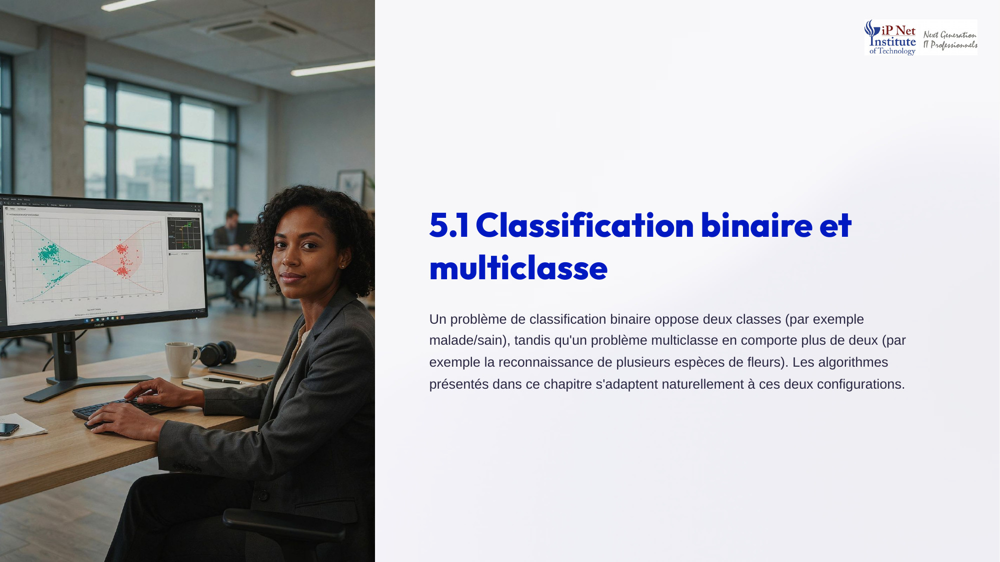 iP Net
Institute
of Technology
Next Generation
IT Professionnels
5.1 Classification binaire et
multiclasse
Un problème de classification binaire oppose deux classes (par exemple
malade/sain), tandis qu'un problème multiclasse en comporte plus de deux (par
exemple la reconnaissance de plusieurs espèces de fleurs). Les algorithmes
présentés dans ce chapitre s'adaptent naturellement à ces deux configurations.